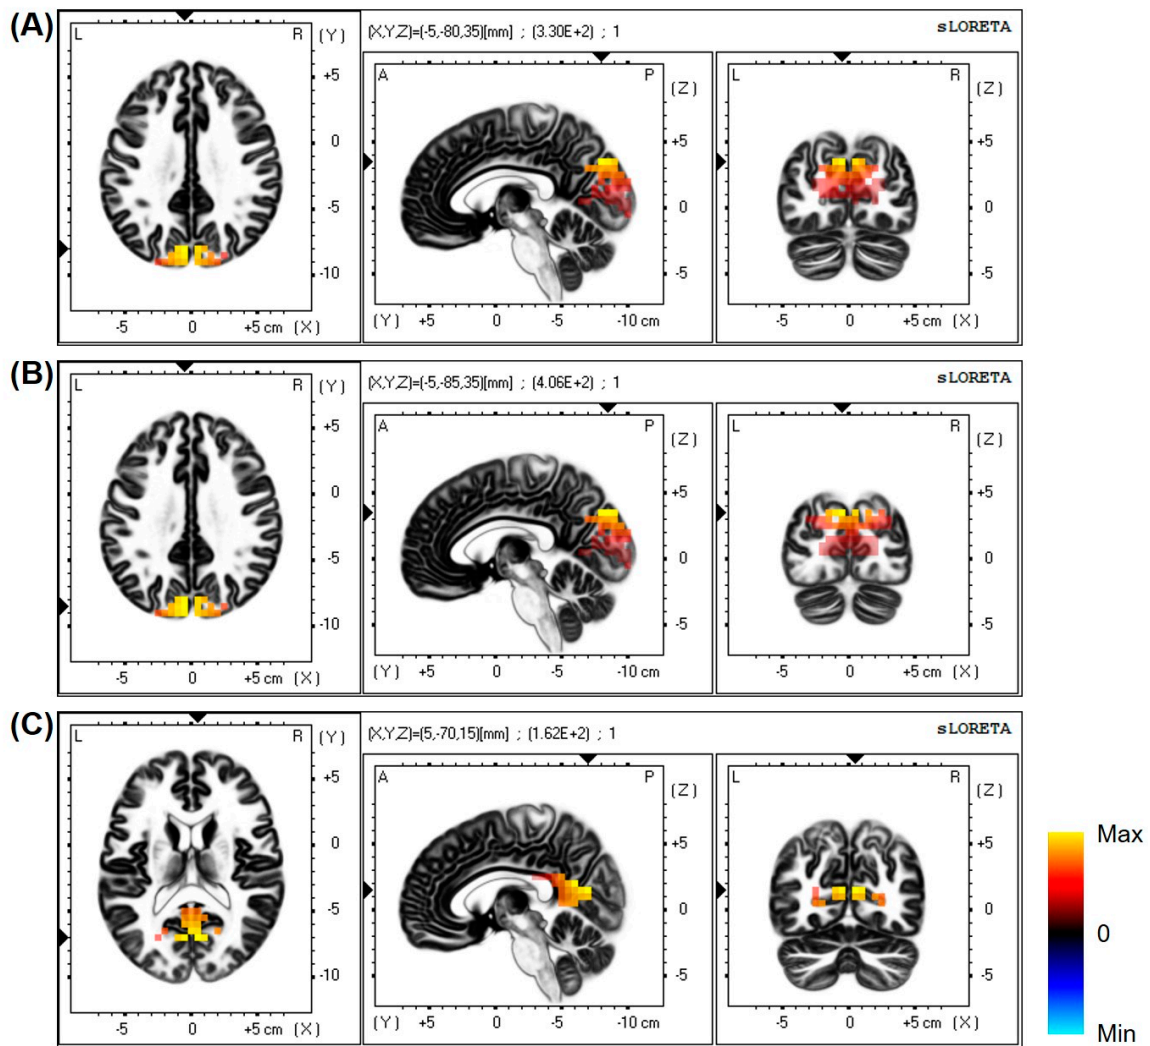 (A)
(X,Y,Z)=(-5,-80,35)[mm] ; (3.30E+2) ; 1
sLORETA
L R (Y)
+5
0
-5
-10
-5 0 +5 cm (X)
A P (Z)
+5
0
-5
(Y) +5 0 -5 -10 cm
L R (Z)
+5
0
-5
-5 0 +5 cm (X)
(B)
(X,Y,Z)=(-5,-85,35)[mm] ; (4.06E+2) ; 1
sLORETA
L R (Y)
+5
0
-5
-10
-5 0 +5 cm (X)
A P (Z)
+5
0
-5
(Y) +5 0 -5 -10 cm
L R (Z)
+5
0
-5
-5 0 +5 cm (X)
(C)
(X,Y,Z)=(5,-70,15)[mm] ; (1.62E+2) ; 1
sLORETA
L R (Y)
+5
0
-5
-10
-5 0 +5 cm (X)
A P (Z)
+5
0
-5
(Y) +5 0 -5 -10 cm
L R (Z)
+5
0
-5
-5 0 +5 cm (X)
Max
0
Min